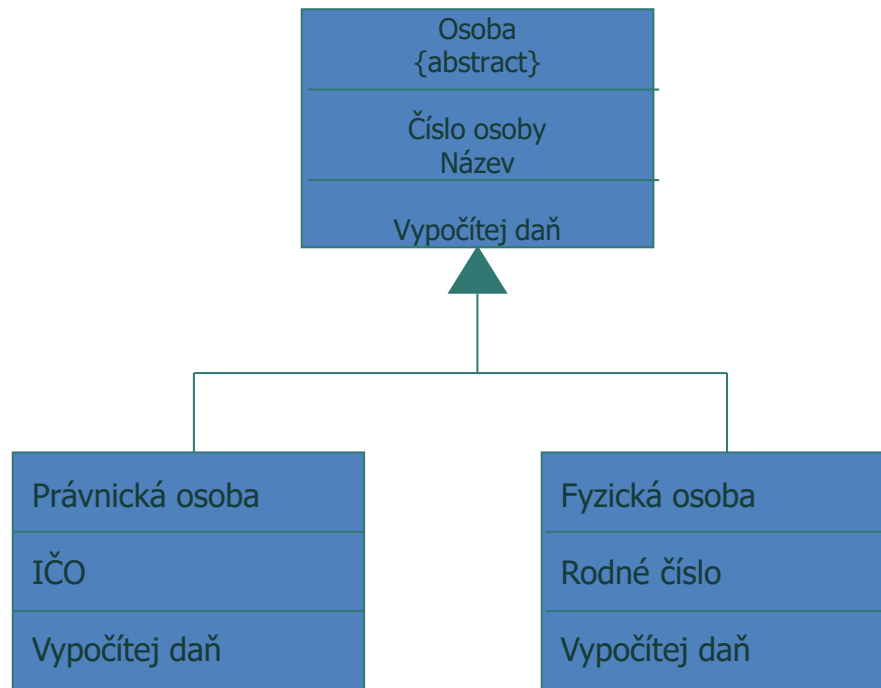 Osoba
{abstract}
Číslo osoby
Název
Vypočítej daň
Právnická osoba
IČO
Vypočítej daň
Fyzická osoba
Rodné číslo
Vypočítej daň